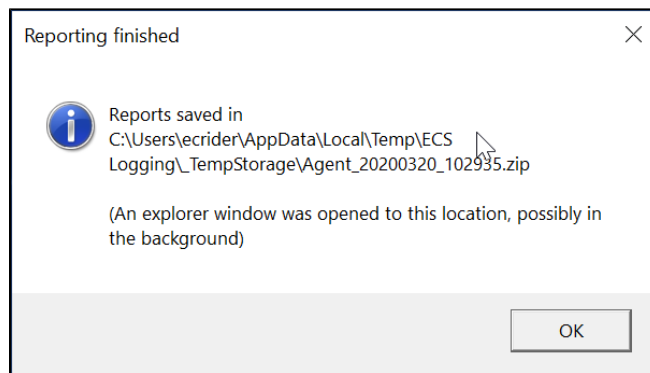 Reporting finished
Reports saved in
C:\Users\ecrider\AppData\Local\Temp\ECS
Logging\_TempStorage\Agent_20200320_102935.zip
(An explorer window was opened to this location, possibly in
the background)
OK